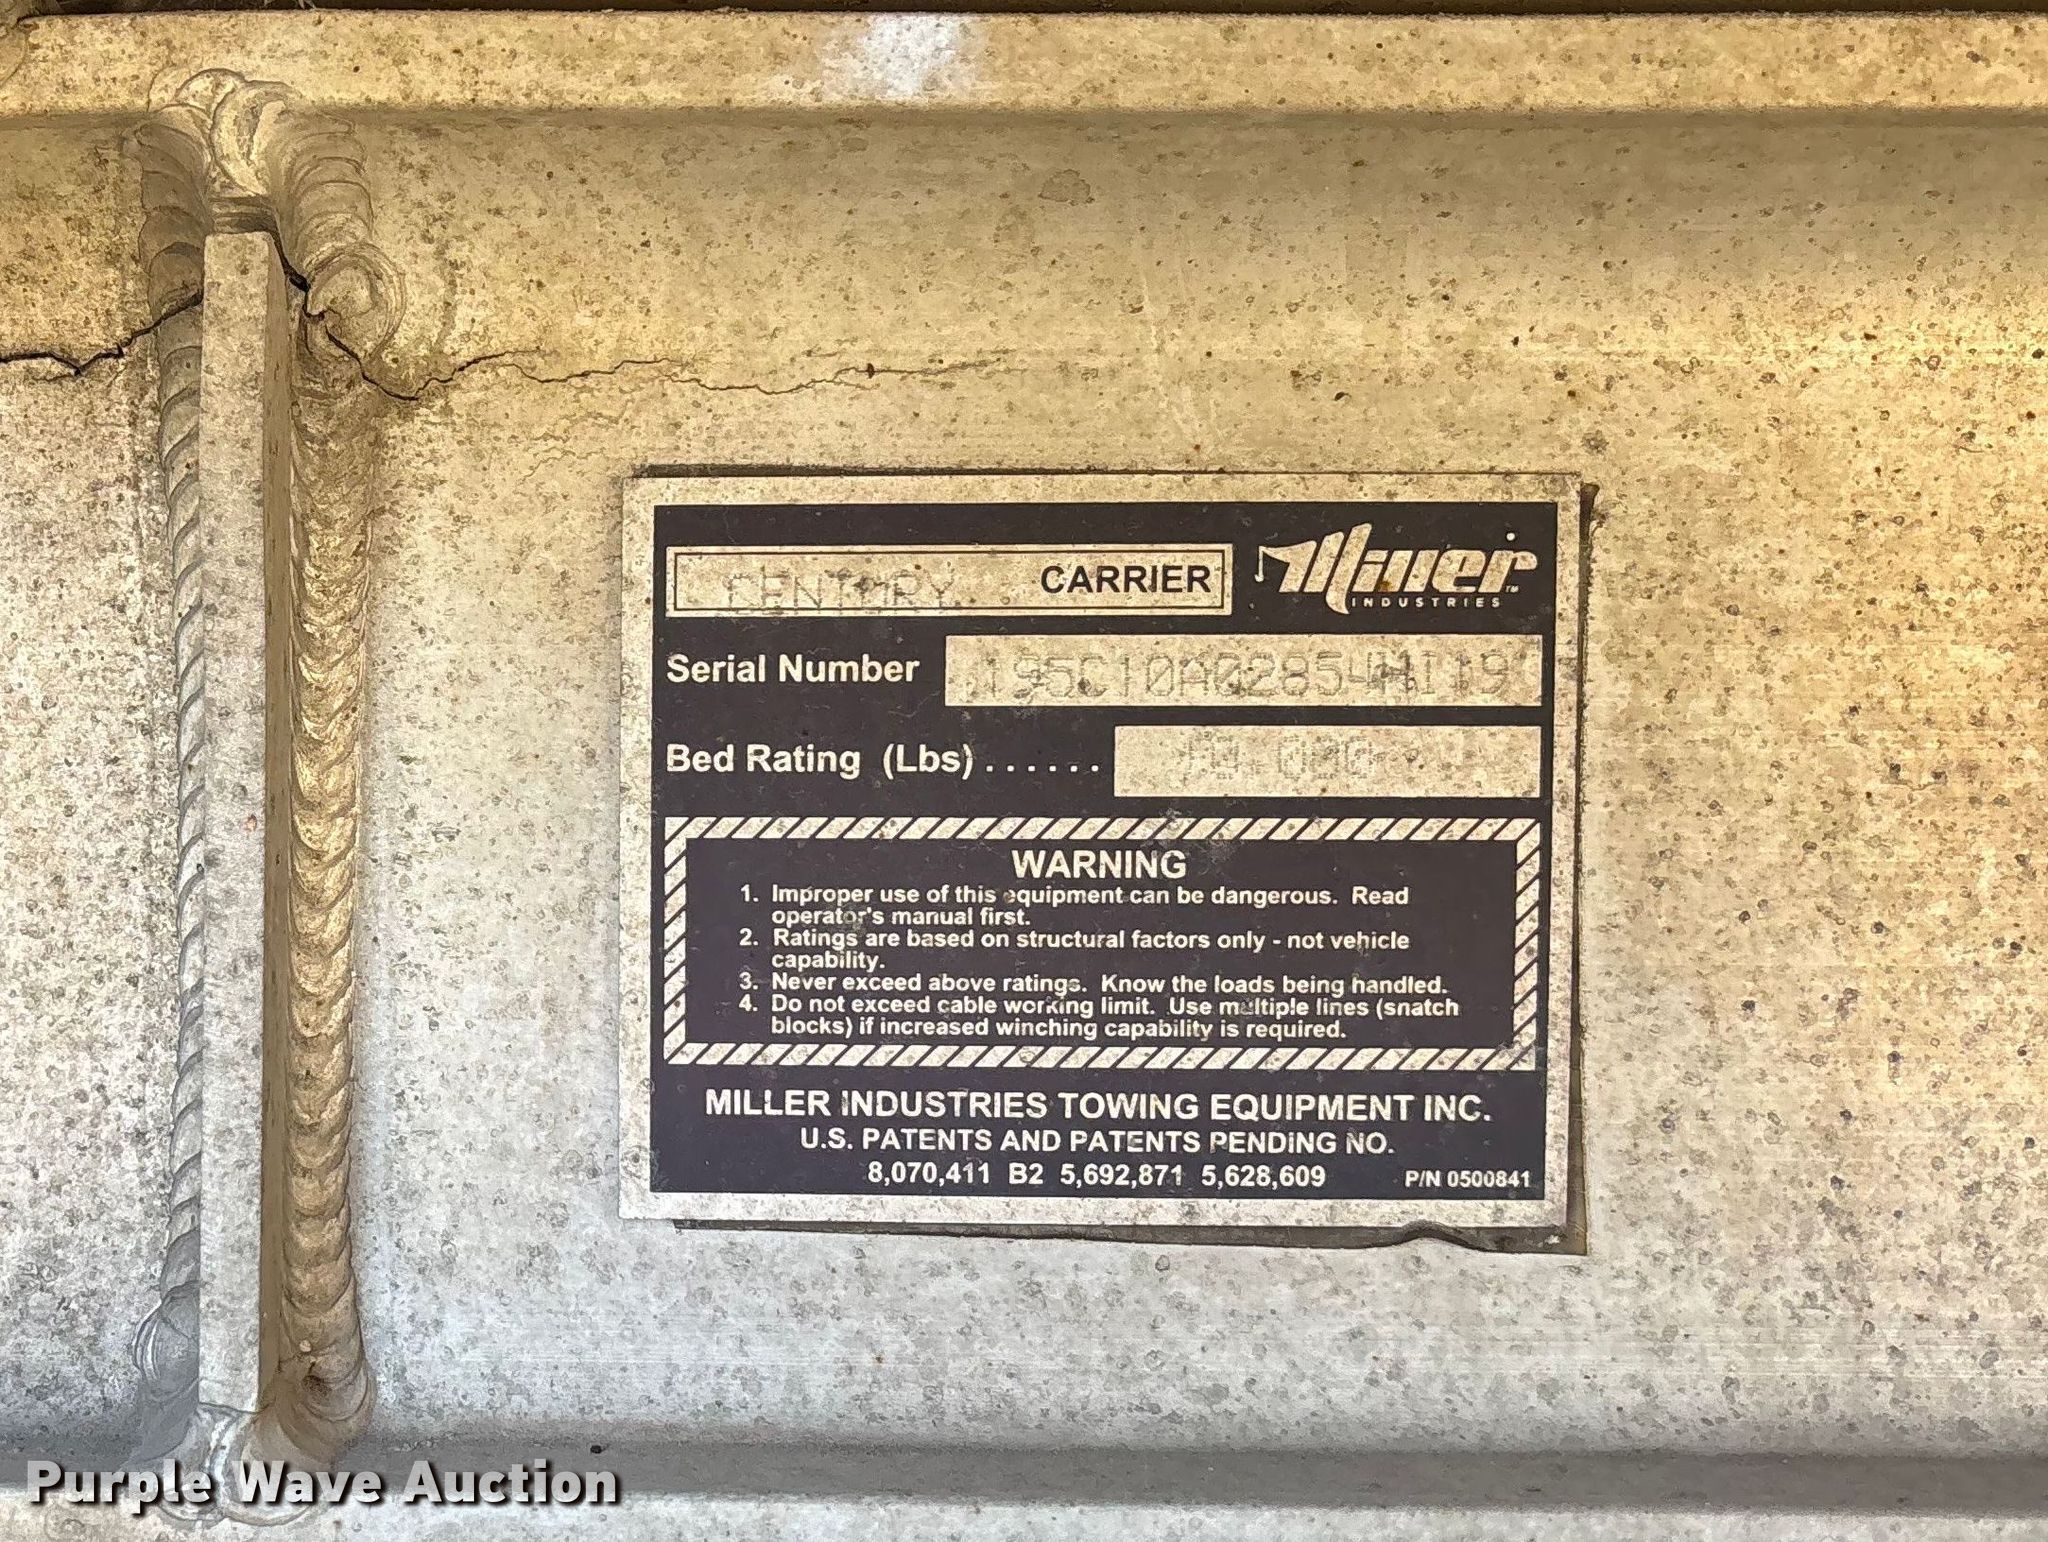 CENTURY CARRIER Miller
INDUSTRIES
Serial Number 195C10A02854HI19
Bed Rating (Lbs) . . . . . .
WARNING
1. Improper use of this equipment can be dangerous. Read
operator's manual first.
2. Ratings are based on structural factors only - not vehicle
capability.
3. Never exceed above ratings. Know the loads being handled.
4. Do not exceed cable working limit. Use multiple lines (snatch
blocks) if increased winching capability is required.
MILLER INDUSTRIES TOWING EQUIPMENT INC.
U.S. PATENTS AND PATENTS PENDING NO.
8,070,411 B2 5,692,871 5,628,609 P/N 0500841
Purple Wave Auction